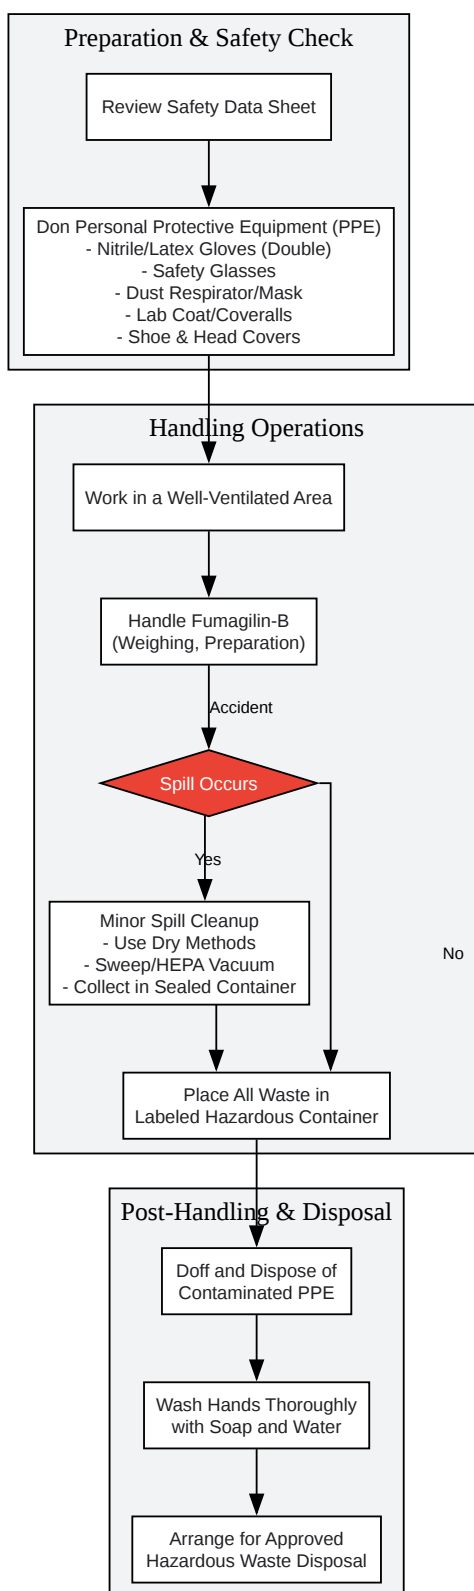 Preparation & Safety Check
Review Safety Data Sheet
Don Personal Protective Equipment (PPE)
- Nitrile/Latex Gloves (Double)
- Safety Glasses
- Dust Respirator/Mask
- Lab Coat/Coveralls
- Shoe & Head Covers
Handling Operations
Work in a Well-Ventilated Area
Handle Fumagilin-B
(Weighing, Preparation)
Accident
Spill Occurs
Yes
Minor Spill Cleanup
- Use Dry Methods
- Sweep/HEPA Vacuum
- Collect in Sealed Container
No
Place All Waste in
Labeled Hazardous Container
Post-Handling & Disposal
Doff and Dispose of
Contaminated PPE
Wash Hands Thoroughly
with Soap and Water
Arrange for Approved
Hazardous Waste Disposal